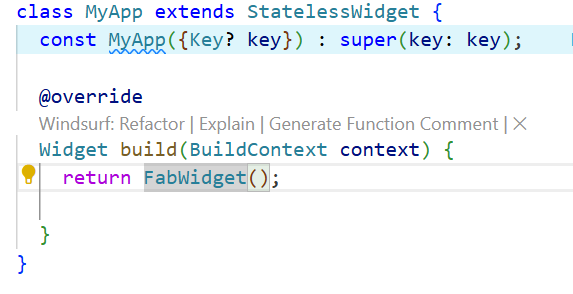 class MyApp extends StatelessWidget {
const MyApp({Key? key}) : super(key: key);
@override
Windsurf: Refactor | Explain | Generate Function Comment | ×
Widget build(BuildContext context) {
return FabWidget();
}
}